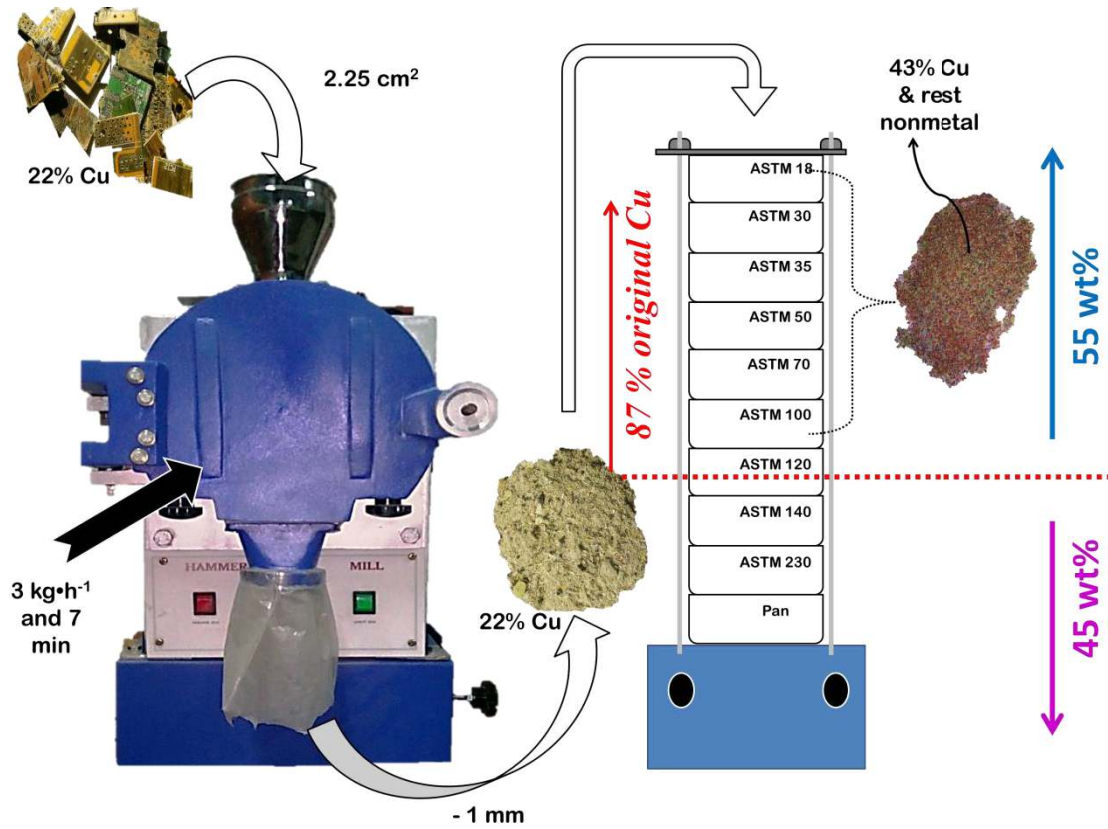 2.25 cm²
22% Cu
3 kg•h⁻¹
and 7
min
HAMMER
MILL
- 1 mm
22% Cu
87 % original Cu
ASTM 18
ASTM 30
ASTM 35
ASTM 50
ASTM 70
ASTM 100
ASTM 120
ASTM 140
ASTM 230
Pan
43% Cu
& rest
nonmetal
55 wt%
45 wt%